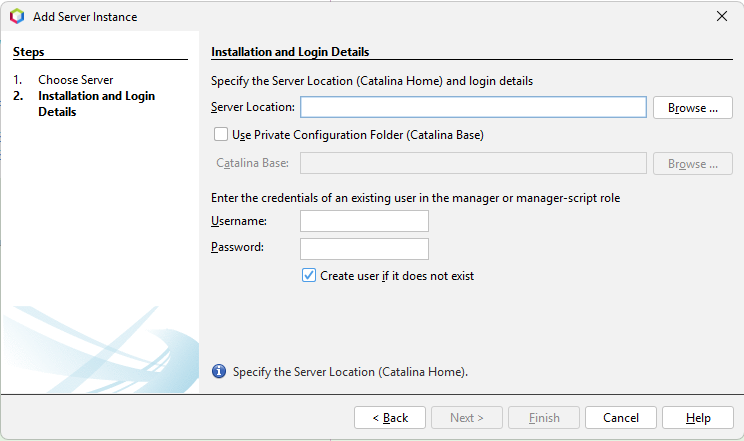 Add Server Instance
Steps
1. Choose Server
2. Installation and Login
Details
Installation and Login Details
Specify the Server Location (Catalina Home) and login details
Server Location:
Browse ...
Use Private Configuration Folder (Catalina Base)
Catalina Base:
Browse ...
Enter the credentials of an existing user in the manager or manager-script role
Username:
Password:
Create user if it does not exist
Specify the Server Location (Catalina Home).
< Back
Next >
Finish
Cancel
Help